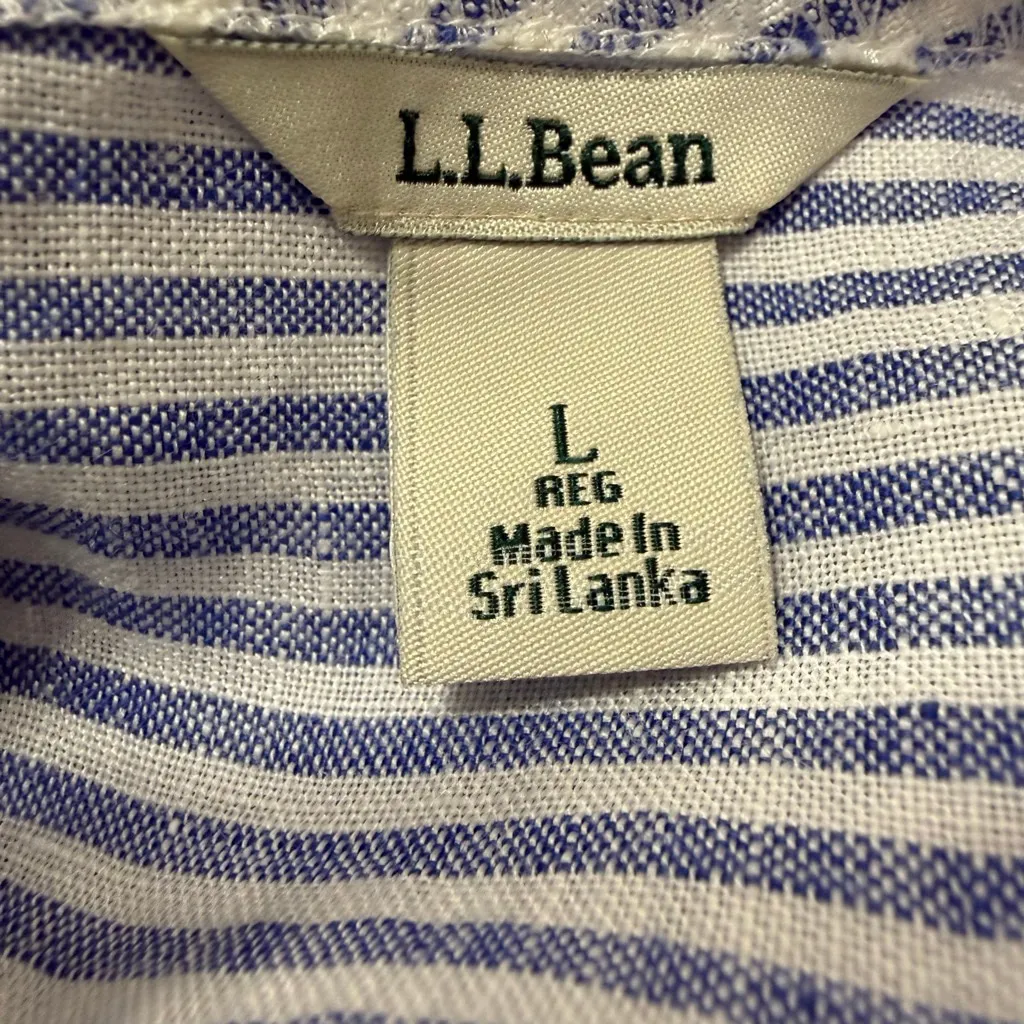 L.L.Bean
L
REG
Made In
Sri Lanka